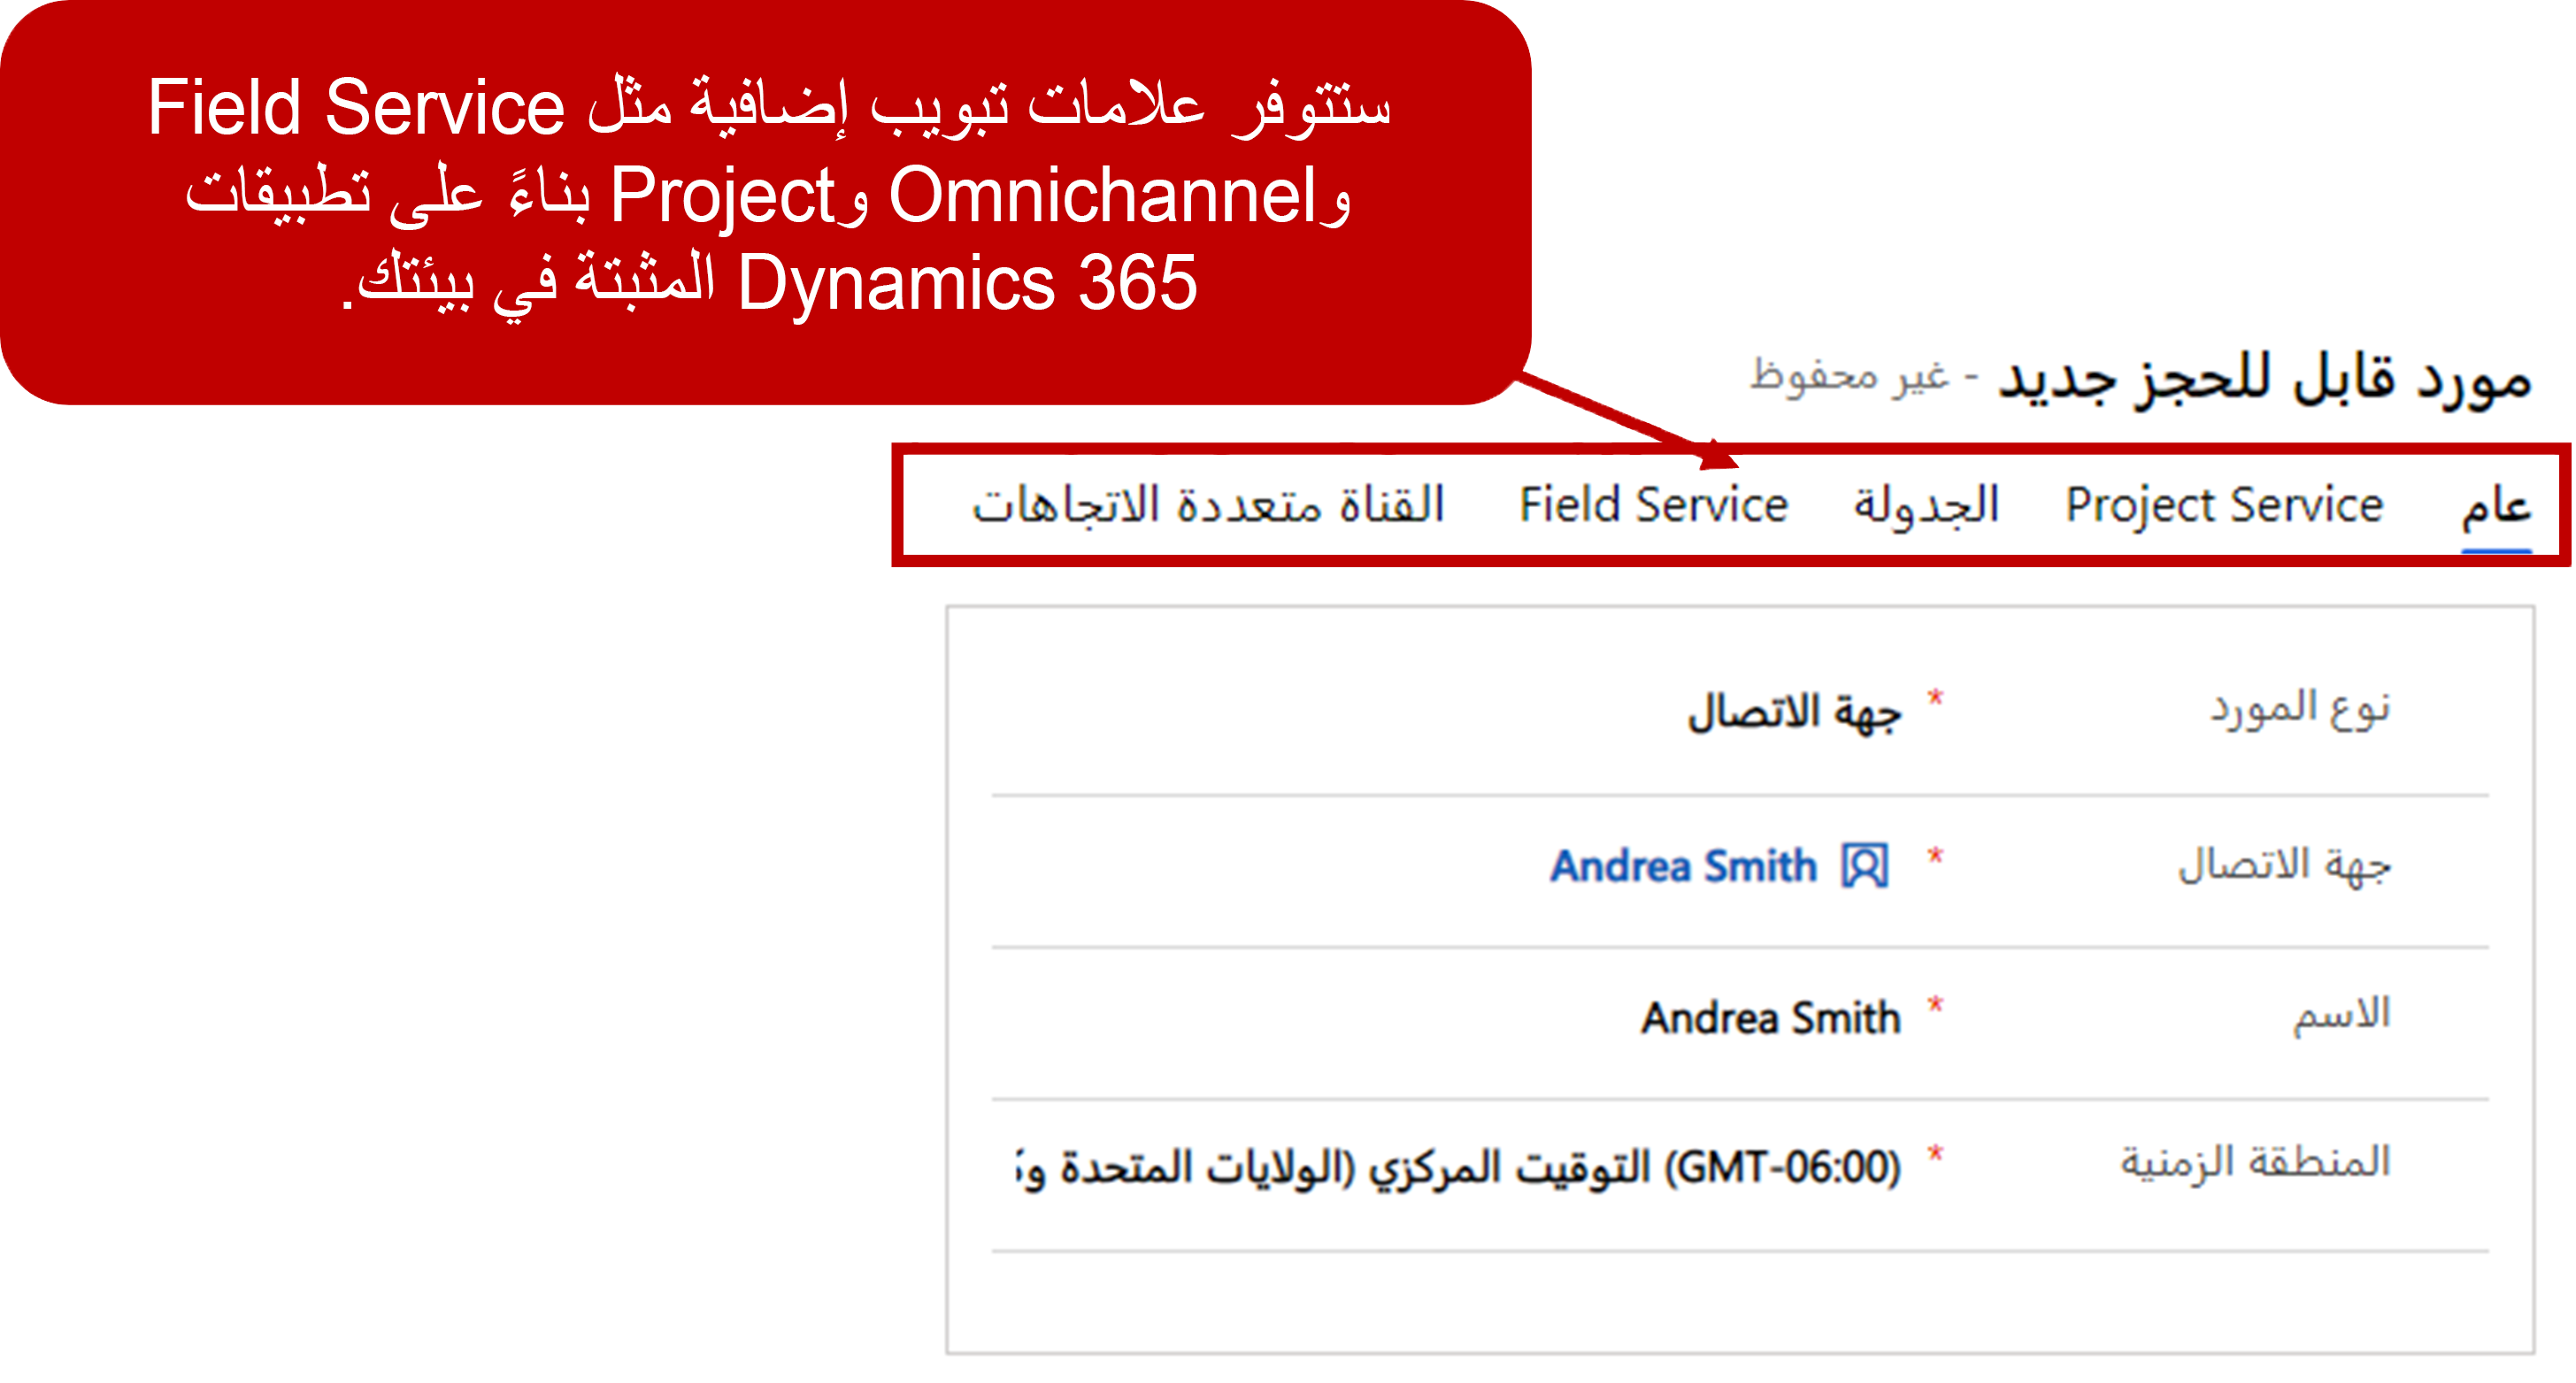 ستتوفر علامات تبويب إضافية مثل Field Service
وOmnichannel وProject بناءً على تطبيقات
Dynamics 365 المثبتة في بيئتك.
مورد قابل للحجز جديد - غير محفوظ
عام Project Service الجدولة Field Service القناة متعددة الاتجاهات
نوع المورد * جهة الاتصال
جهة الاتصال * Andrea Smith
الاسم * Andrea Smith
المنطقة الزمنية * (GMT-06:00) التوقيت المركزي (الولايات المتحدة